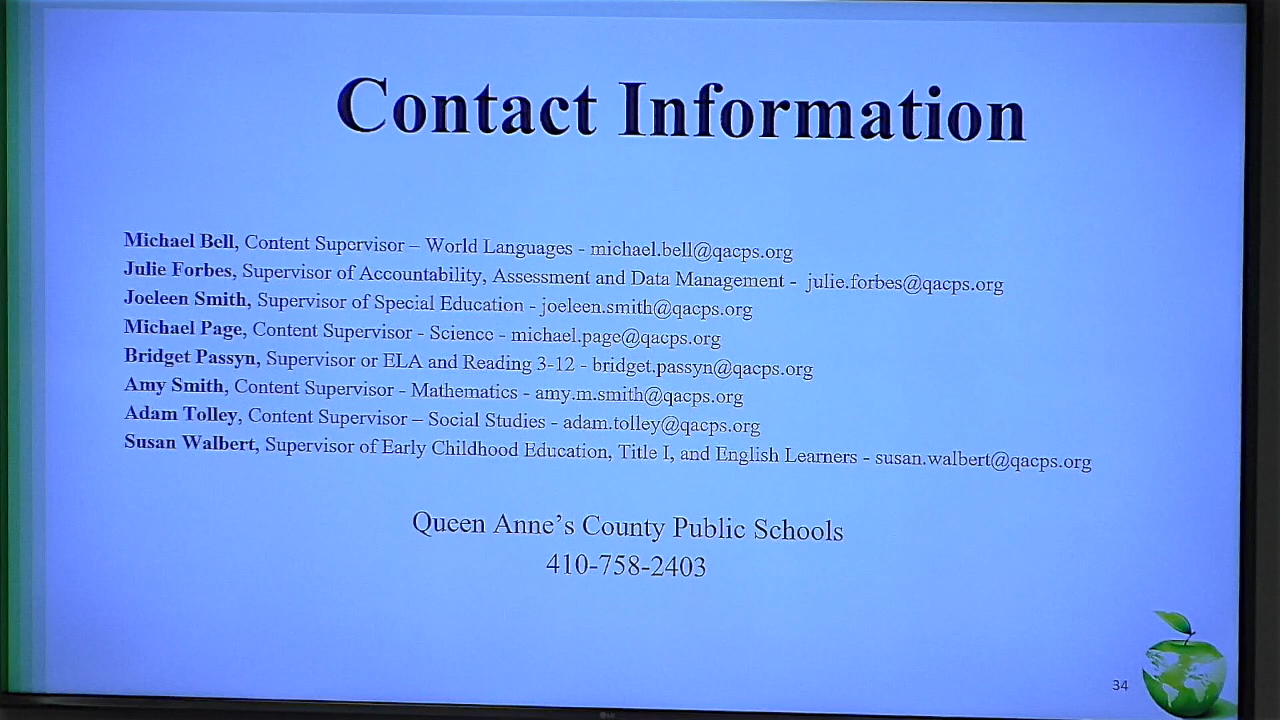 Contact Information
Michael Bell, Content Supervisor – World Languages - michael.bell@qacps.org
Julie Forbes, Supervisor of Accountability, Assessment and Data Management - julie.forbes@qacps.org
Joeleen Smith, Supervisor of Special Education - joeleen.smith@qacps.org
Michael Page, Content Supervisor - Science - michael.page@qacps.org
Bridget Passyn, Supervisor or ELA and Reading 3-12 - bridget.passyn@qacps.org
Amy Smith, Content Supervisor - Mathematics - amy.m.smith@qacps.org
Adam Tolley, Content Supervisor – Social Studies - adam.tolley@qacps.org
Susan Walbert, Supervisor of Early Childhood Education, Title I, and English Learners - susan.walbert@qacps.org
Queen Anne’s County Public Schools
410-758-2403
34
LG